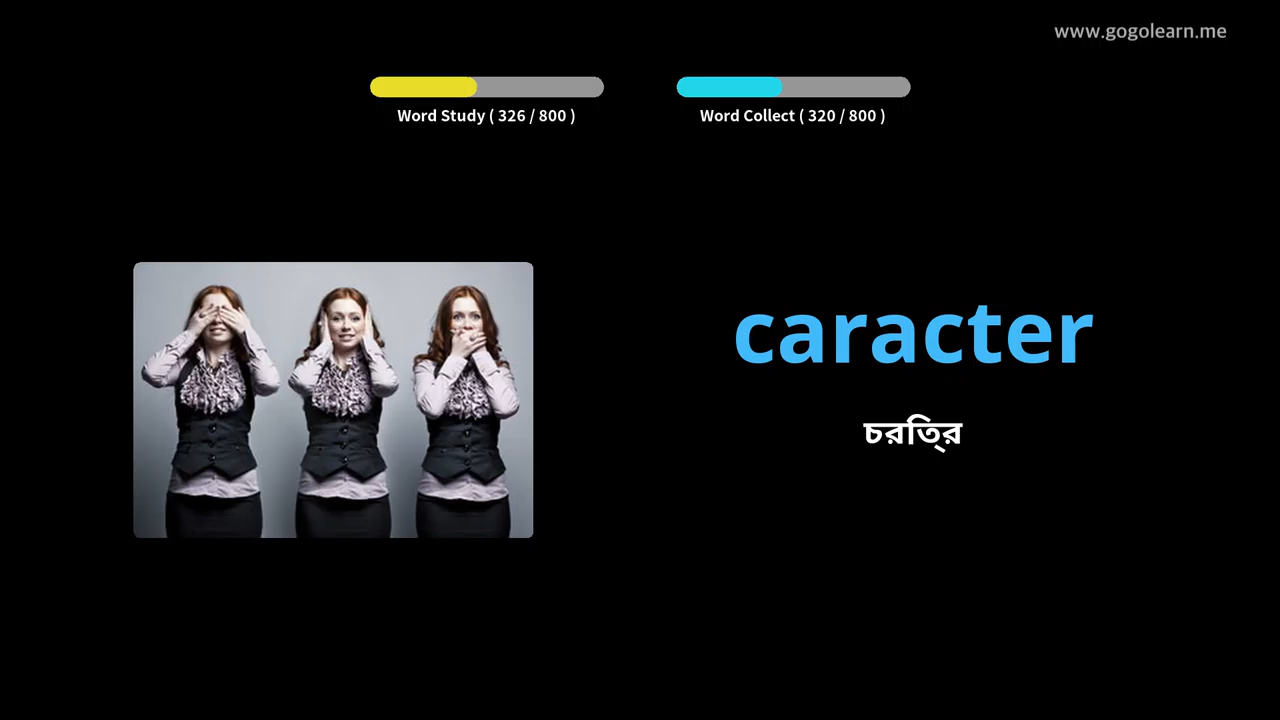 www.gogolearn.me
Word Study ( 326 / 800 )
Word Collect ( 320 / 800 )
caracter
চরিত্র